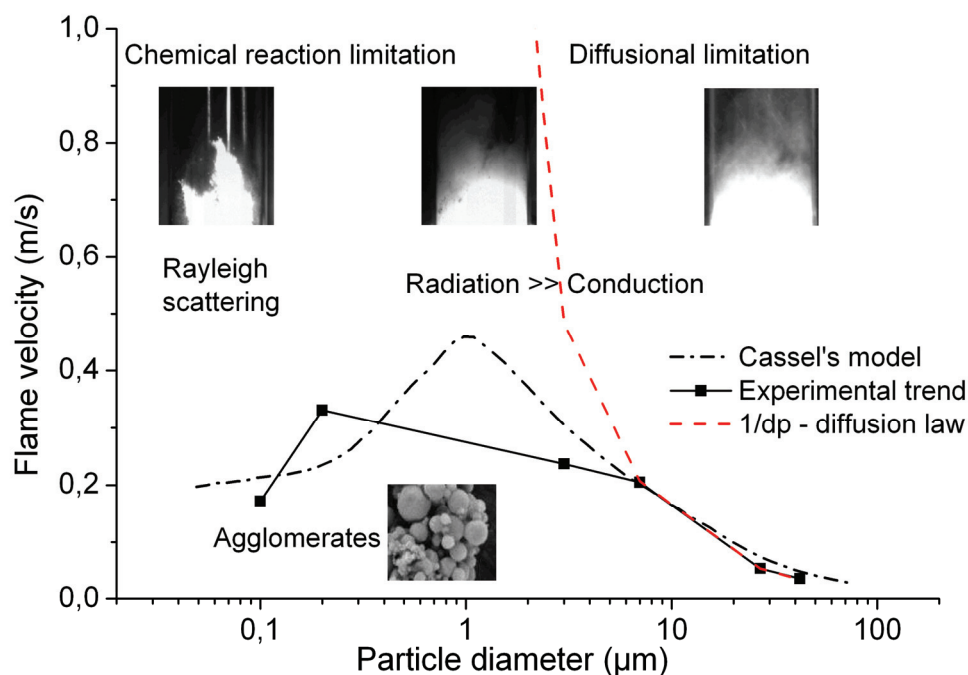 1,0
Chemical reaction limitation
Diffusional limitation
0,8
0,6
Rayleigh
scattering
Radiation >> Conduction
0,4
Cassel's model
Experimental trend
1/dp - diffusion law
0,2
Agglomerates
0,0
0,1
1
10
100
Particle diameter (µm)
Flame velocity (m/s)